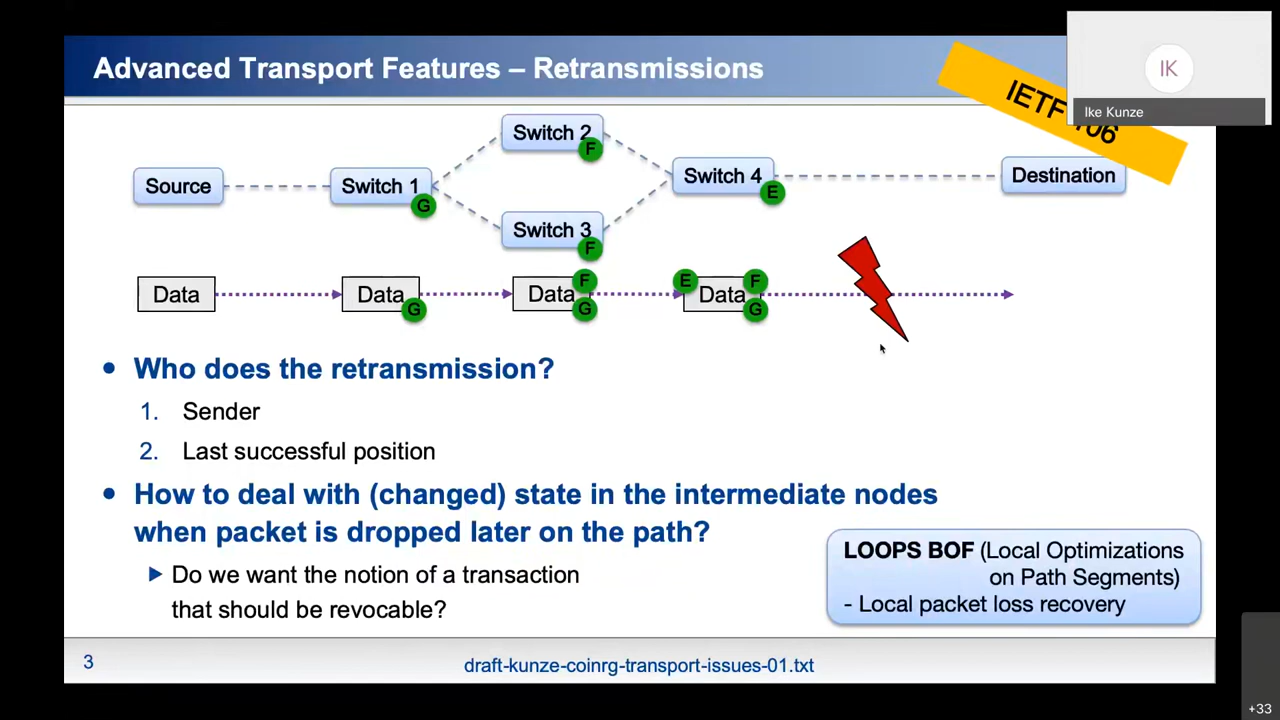 Advanced Transport Features – Retransmissions
IETF 106
IK
Ike Kunze
Switch 2
F
Source
Switch 1
G
Switch 4
E
Destination
Switch 3
F
Data
Data
G
Data
F
G
E
Data
F
G
• Who does the retransmission?
1. Sender
2. Last successful position
• How to deal with (changed) state in the intermediate nodes
when packet is dropped later on the path?
Do we want the notion of a transaction
that should be revocable?
LOOPS BOF (Local Optimizations
on Path Segments)
- Local packet loss recovery
3
draft-kunze-coinrg-transport-issues-01.txt
+33